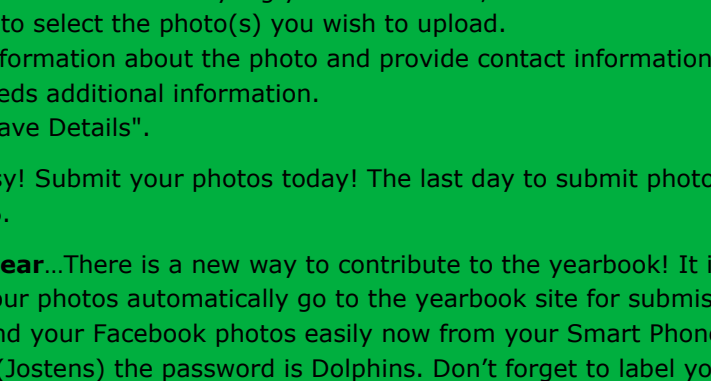 to select the photo(s) you wish to upload.
formation about the photo and provide contact information
eds additional information.
ave Details".
sy! Submit your photos today! The last day to submit photo
.
ear…There is a new way to contribute to the yearbook! It i
our photos automatically go to the yearbook site for submis
nd your Facebook photos easily now from your Smart Phone
(Jostens) the password is Dolphins. Don’t forget to label yo